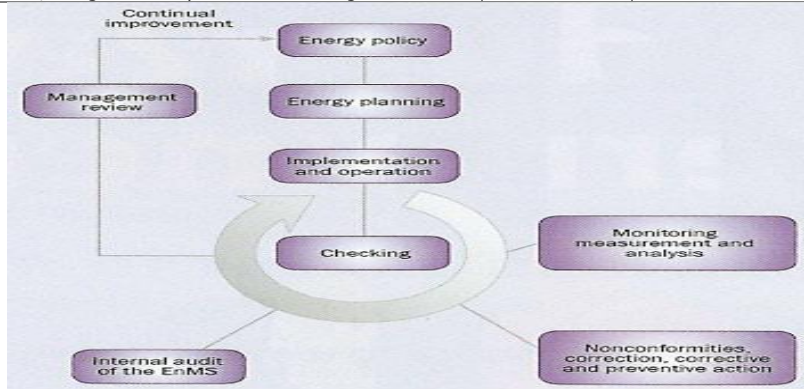 Continual
improvement
Energy policy
Management
review
Energy planning
Implementation
and operation
Checking
Monitoring
measurement and
analysis
Internal audit
of the EnMS
Nonconformities,
correction, corrective
and preventive action